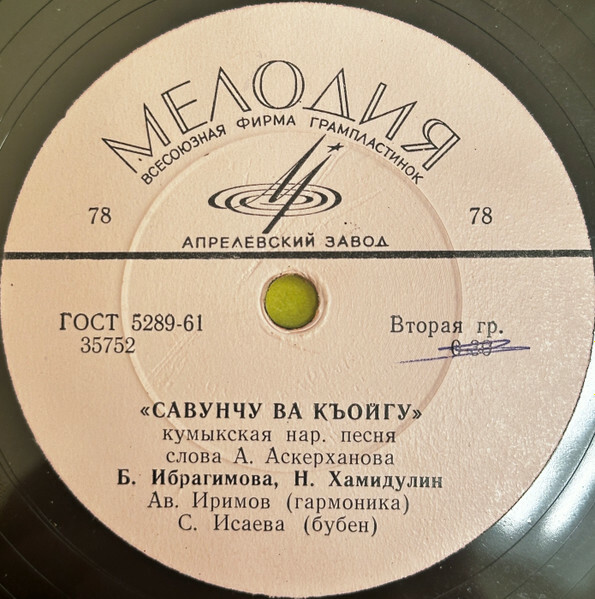 МЕЛОДИЯ
ВСЕСОЮЗНАЯ ФИРМА ГРАМПЛАСТИНОК
78
78
АПРЕЛЕВСКИЙ ЗАВОД
ГОСТ 5289-61
Вторая гр.
35752
«САВУНЧУ ВА КЪОЙГУ»
кумыкская нар. песня
слова А. Аскерханова
Б. Ибрагимова, Н. Хамидулин
Ав. Иримов (гармоника)
С. Исаева (бубен)